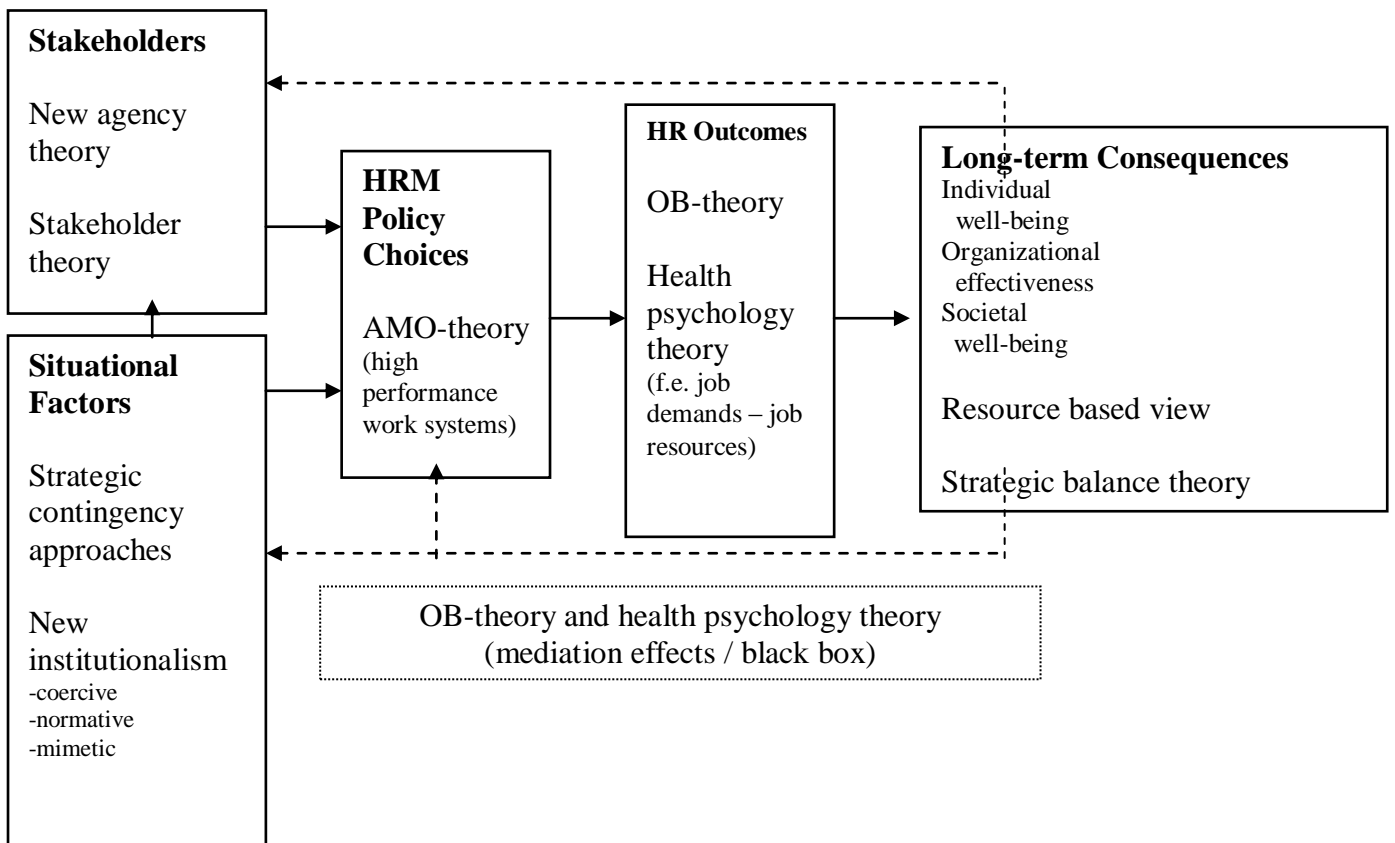 Stakeholders
New agency
theory
Stakeholder
theory
Situational
Factors
Strategic
contingency
approaches
New
institutionalism
-coercive
-normative
-mimetic
HRM
Policy
Choices
AMO-theory
(high
performance
work systems)
HR Outcomes
OB-theory
Health
psychology
theory
(f.e. job
demands – job
resources)
Long-term Consequences
Individual
well-being
Organizational
effectiveness
Societal
well-being
Resource based view
Strategic balance theory
OB-theory and health psychology theory
(mediation effects / black box)